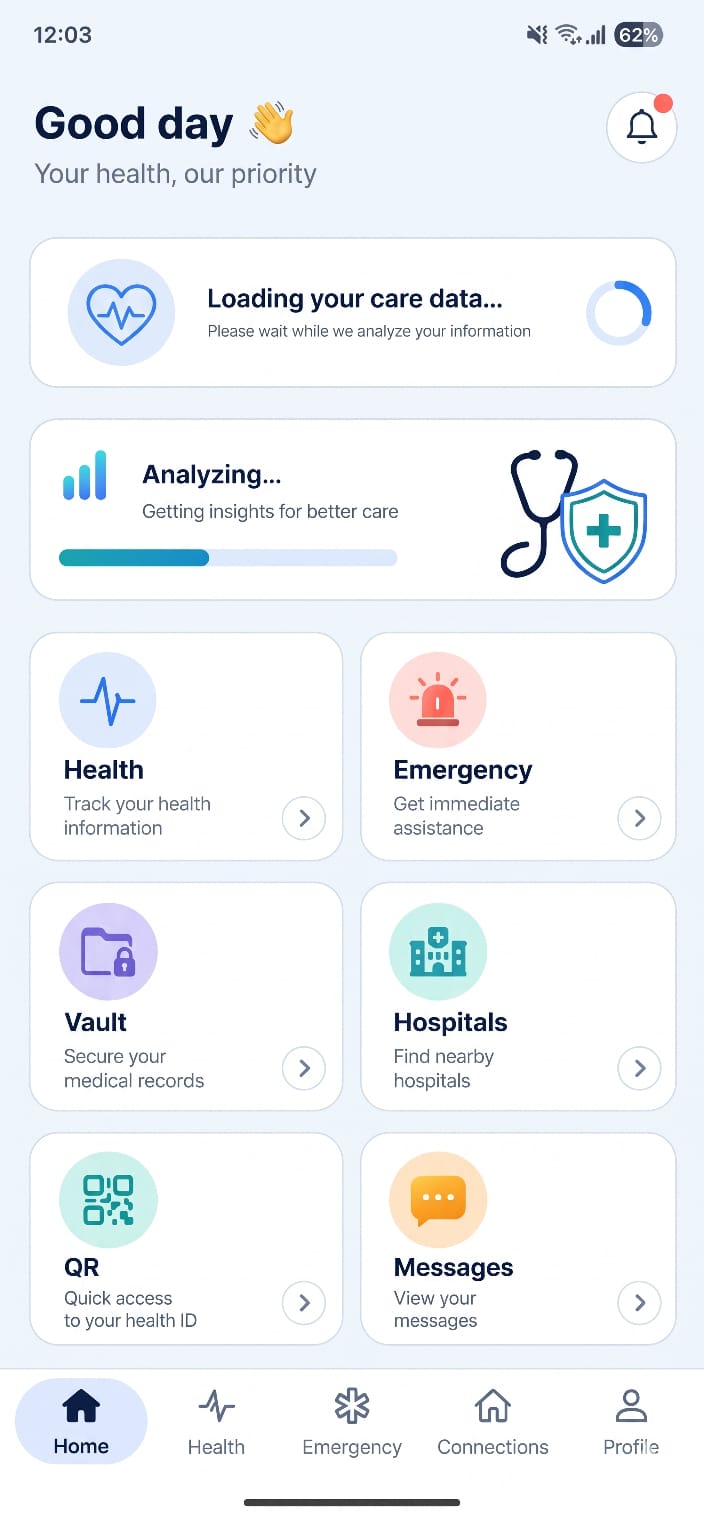 12:03
62%
Good day 👋
Your health, our priority
Loading your care data...
Please wait while we analyze your information
Analyzing...
Getting insights for better care
Health
Track your health
information
Emergency
Get immediate
assistance
Vault
Secure your
medical records
Hospitals
Find nearby
hospitals
QR
Quick access
to your health ID
Messages
View your
messages
Home
Health
Emergency
Connections
Profile